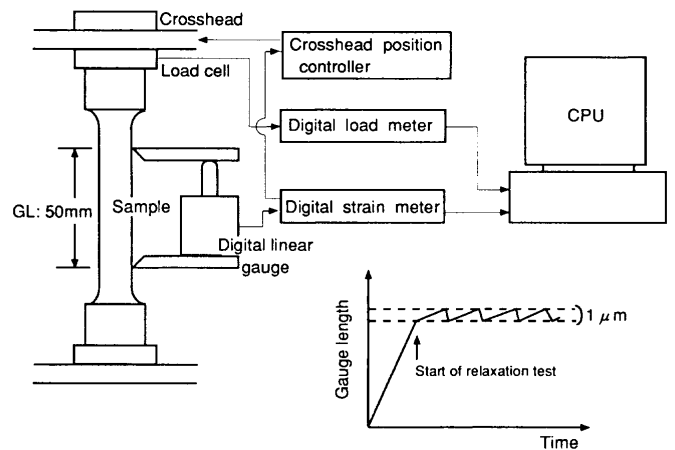 Crosshead
Load cell
Crosshead position
controller
Digital load meter
CPU
GL: 50mm
Sample
Digital strain meter
Digital linear
gauge
Gauge length
1 μm
Start of relaxation test
Time